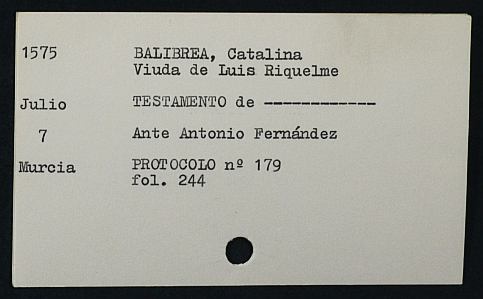 1575 BALIBREA, Catalina
Viuda de Luis Riquelme
Julio TESTAMENTO de ------------
7 Ante Antonio Fernández
Murcia PROTOCOLO nº 179
fol. 244